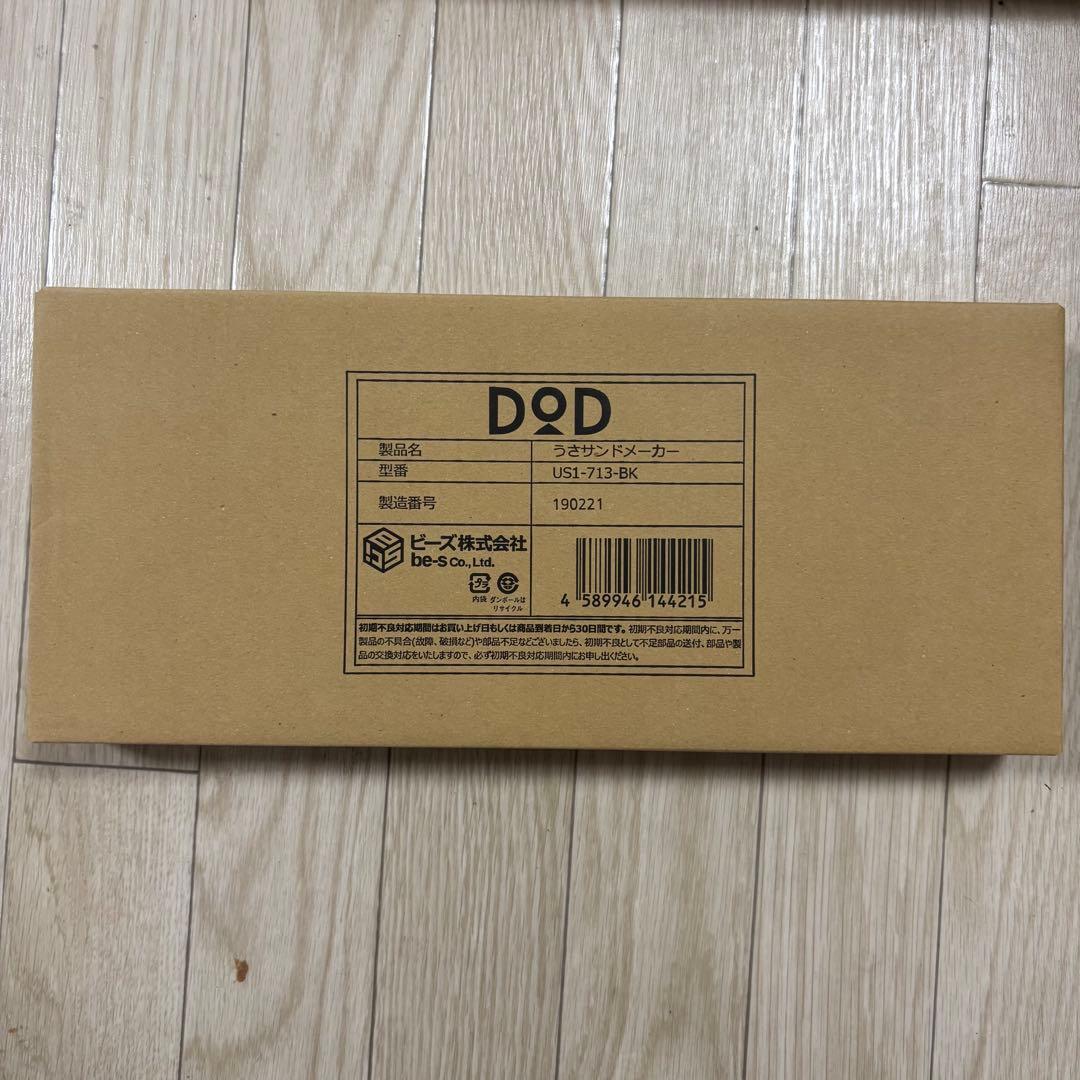 DOD
製品名 うさサンドメーカー
型番 US1-713-BK
製造番号 190221
ビーズ株式会社
be-s Co., Ltd.
プラ
内袋 ダンボールは
リサイクル
4 589946 144215
初期不良対応期間はお買い上げ日もしくは商品到着日から30日間です。初期不良対応期間内に、万一
製品の不具合(故障、破損など)や部品不足などございましたら、初期不良として不足部品の送付、部品や製
品の交換対応をいたしますので、必ず初期不良対応期間内にお申し出ください。